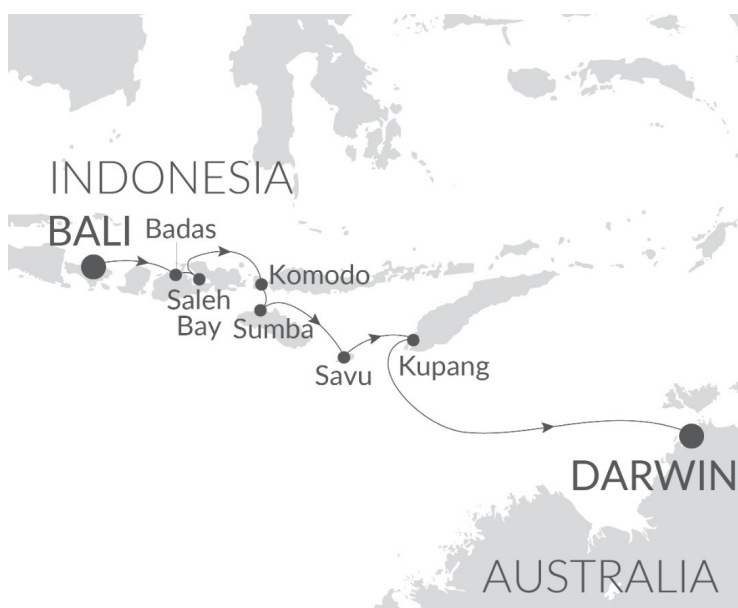 INDONESIA
BALI
Badas
Saleh
Bay
Komodo
Sumba
Savu
Kupang
DARWIN
AUSTRALIA